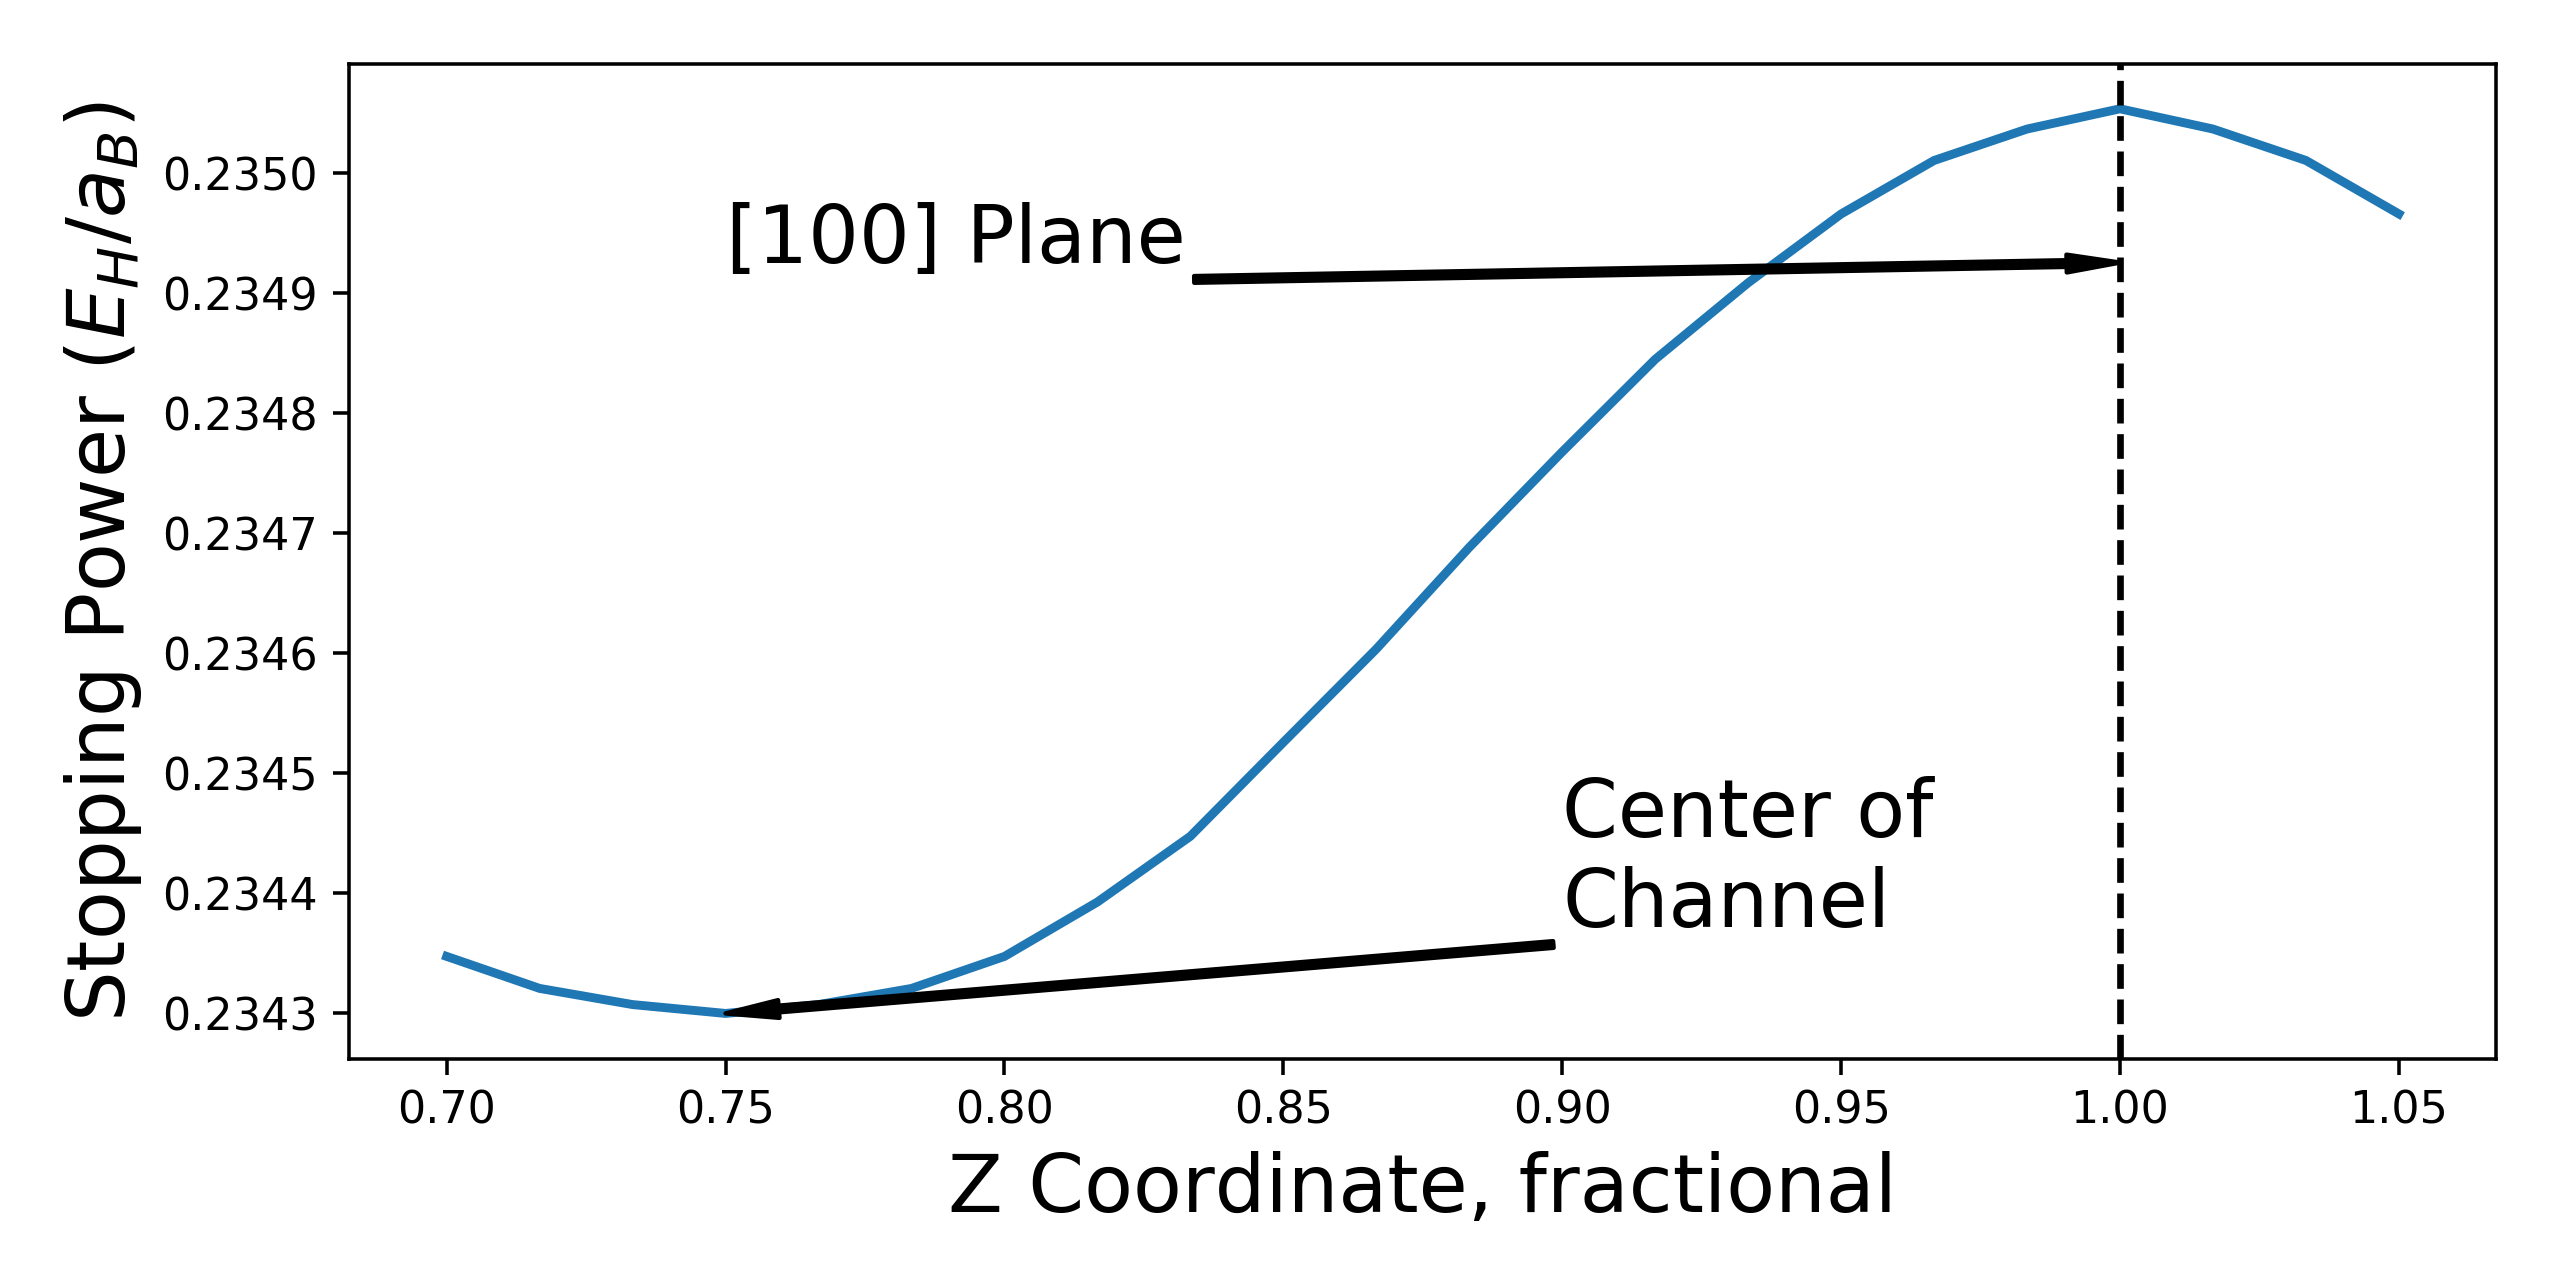 Stopping Power (E_H/a_B)
0.2350
0.2349
0.2348
0.2347
0.2346
0.2345
0.2344
0.2343
[100] Plane
Center of
Channel
0.70 0.75 0.80 0.85 0.90 0.95 1.00 1.05
Z Coordinate, fractional